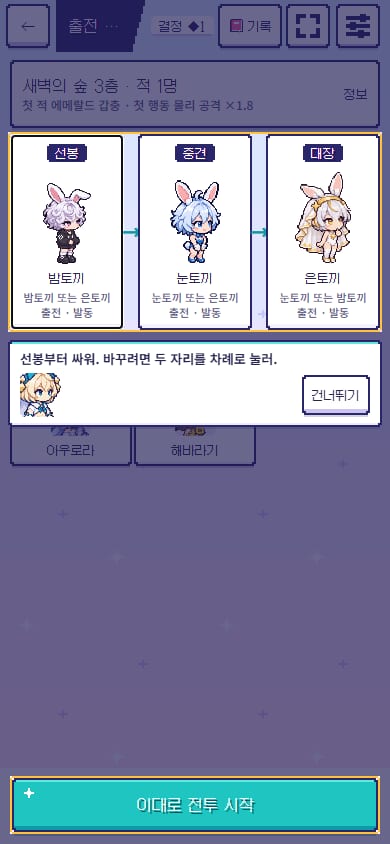 ←
출전 ...
결정 ◆1
기록
새벽의 숲 3층 · 적 1명
첫 적 에메랄드 갑충 · 첫 행동 물리 공격 ×1.8
정보
선봉
중견
대장
밤토끼
눈토끼
은토끼
밤토끼 또는 은토끼
출전 · 발동
눈토끼 또는 은토끼
출전 · 발동
눈토끼 또는 밤토끼
출전 · 발동
선봉부터 싸워. 바꾸려면 두 자리를 차례로 눌러.
건너뛰기
아우로라
해바라기
이대로 전투 시작